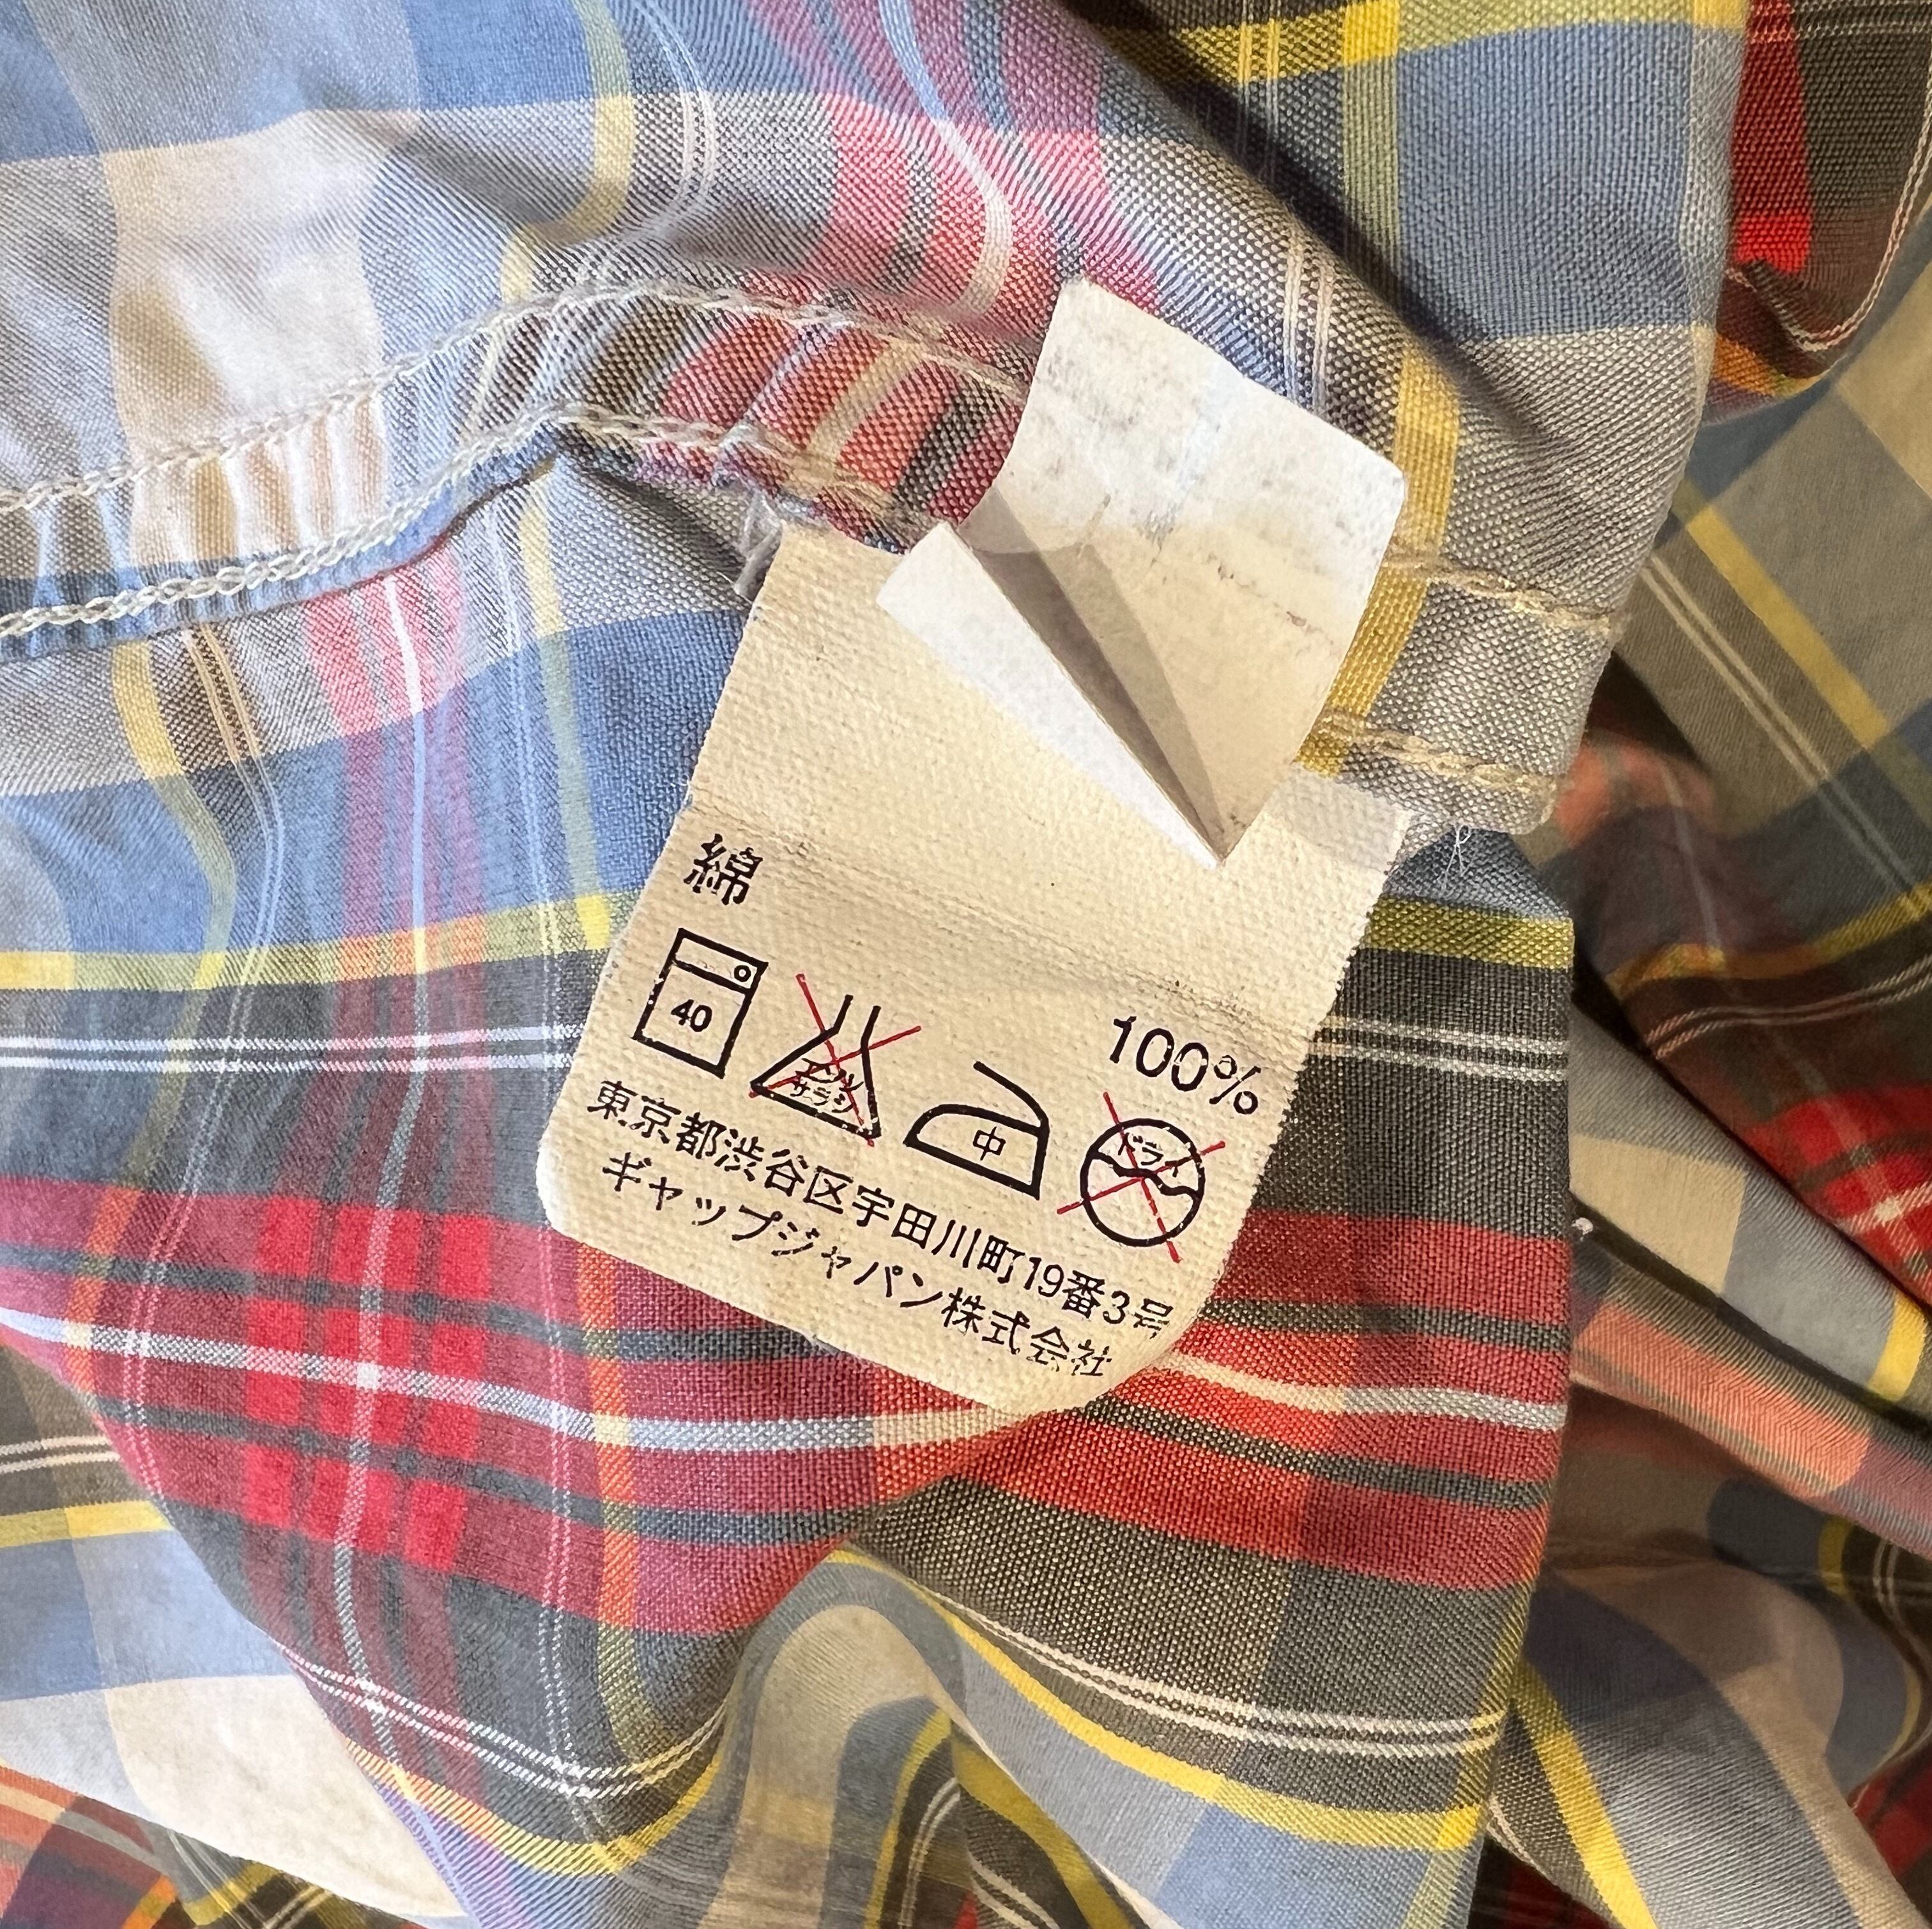 綿 100%
40
エンソ
サラシ
中
ドライ
東京都渋谷区宇田川町19番3号
ギャップジャパン株式会社